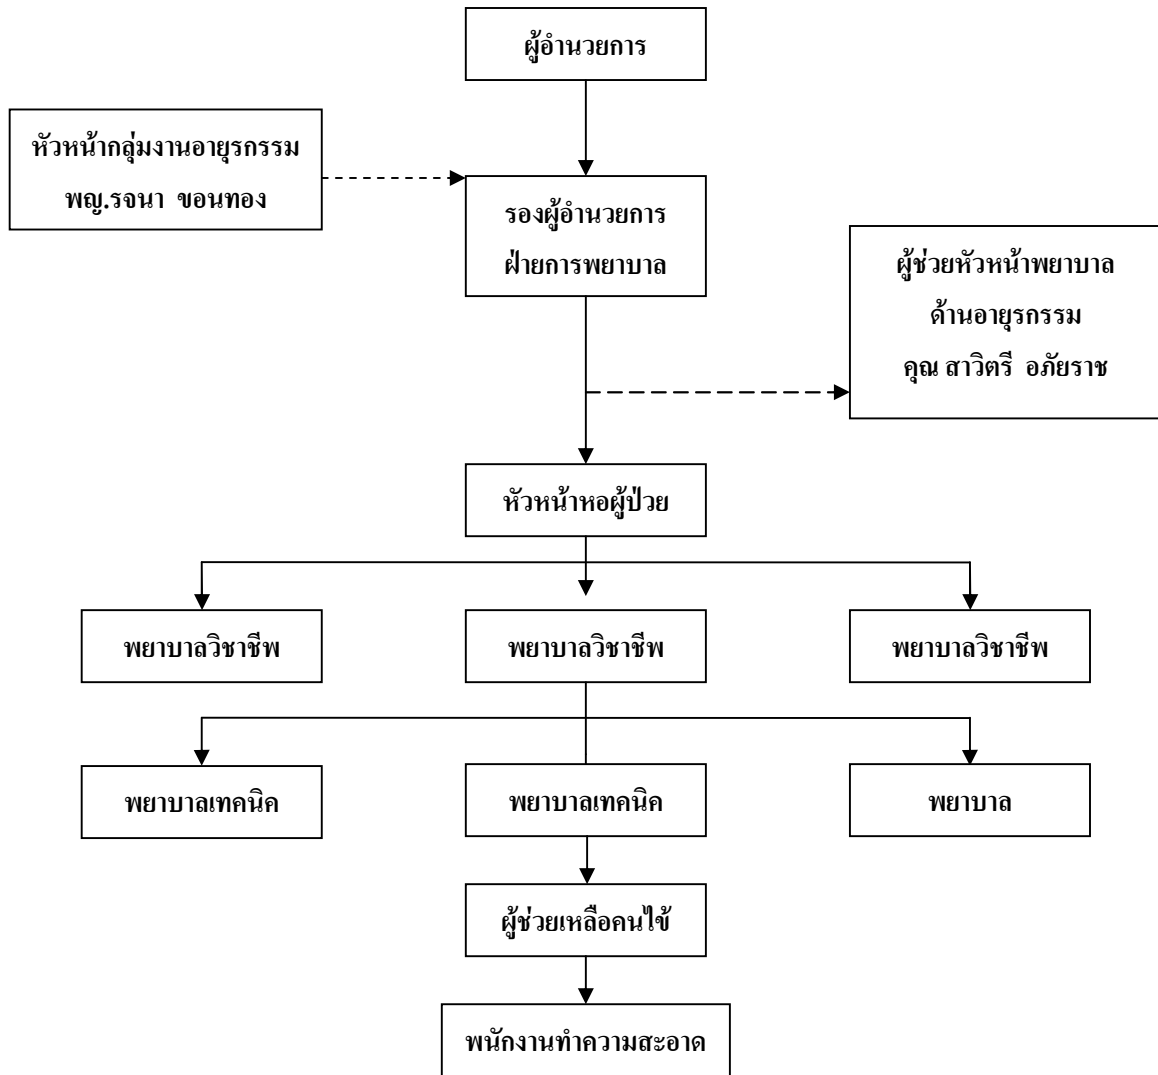 ผู้อำนวยการ
หัวหน้ากลุ่มงานอายุรกรรม
พญ.รจนา ขอนทอง
รองผู้อำนวยการ
ฝ่ายการพยาบาล
ผู้ช่วยหัวหน้าพยาบาล
ด้านอายุรกรรม
คุณ สาวิตรี อภัยราช
หัวหน้าหอผู้ป่วย
พยาบาลวิชาชีพ
พยาบาลวิชาชีพ
พยาบาลวิชาชีพ
พยาบาลเทคนิค
พยาบาลเทคนิค
พยาบาล
ผู้ช่วยเหลือคนไข้
พนักงานทำความสะอาด